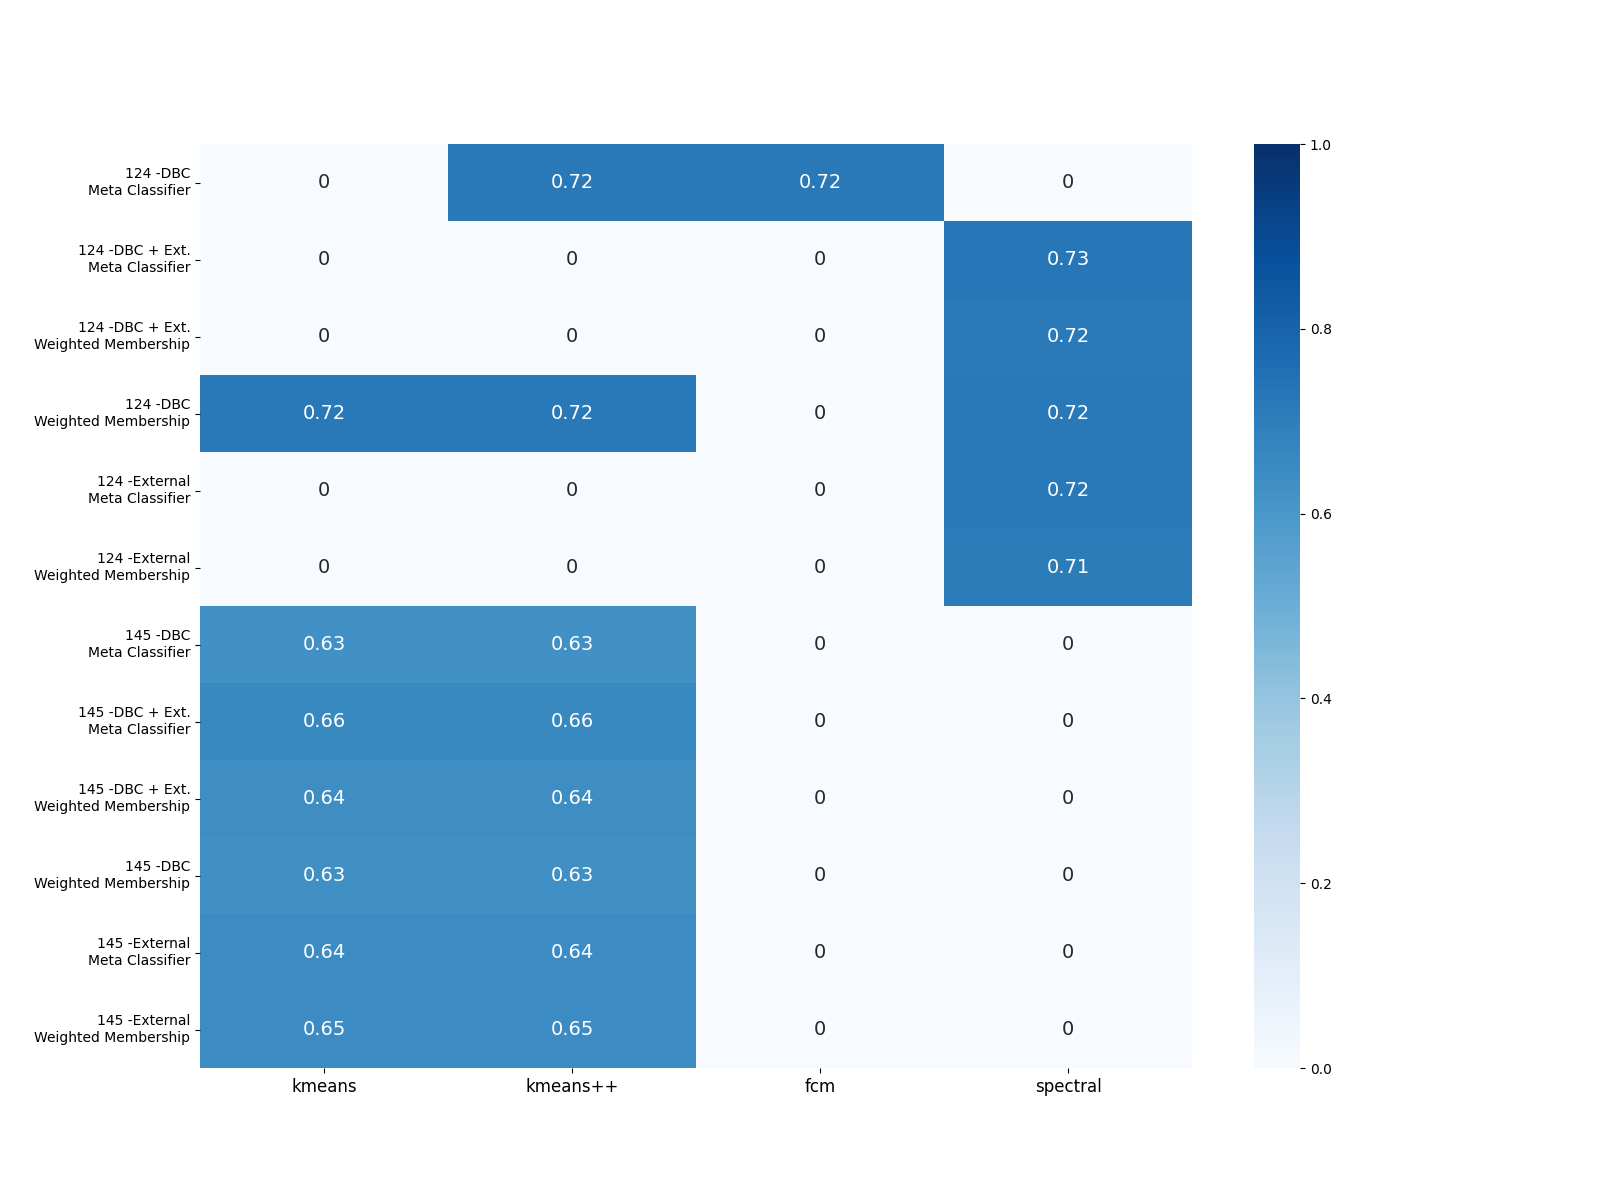 124 -DBC
Meta Classifier
0 0.72 0.72 0
124 -DBC + Ext.
Meta Classifier
0 0 0 0.73
124 -DBC + Ext.
Weighted Membership
0 0 0 0.72
124 -DBC
Weighted Membership
0.72 0.72 0 0.72
124 -External
Meta Classifier
0 0 0 0.72
124 -External
Weighted Membership
0 0 0 0.71
145 -DBC
Meta Classifier
0.63 0.63 0 0
145 -DBC + Ext.
Meta Classifier
0.66 0.66 0 0
145 -DBC + Ext.
Weighted Membership
0.64 0.64 0 0
145 -DBC
Weighted Membership
0.63 0.63 0 0
145 -External
Meta Classifier
0.64 0.64 0 0
145 -External
Weighted Membership
0.65 0.65 0 0
kmeans kmeans++ fcm spectral
1.0
0.8
0.6
0.4
0.2
0.0